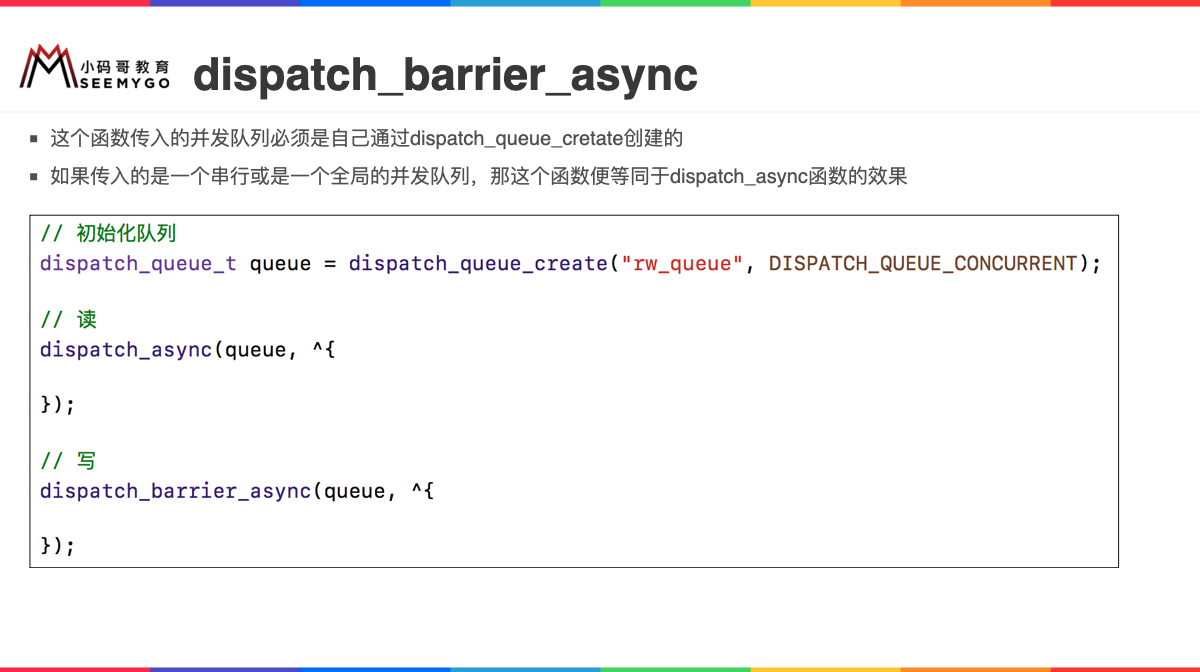 小码哥教育
SEEMYGO
dispatch_barrier_async
▪ 这个函数传入的并发队列必须是自己通过dispatch_queue_cretate创建的
▪ 如果传入的是一个串行或是一个全局的并发队列，那这个函数便等同于dispatch_async函数的效果
// 初始化队列
dispatch_queue_t queue = dispatch_queue_create("rw_queue", DISPATCH_QUEUE_CONCURRENT);
// 读
dispatch_async(queue, ^{
});
// 写
dispatch_barrier_async(queue, ^{
});